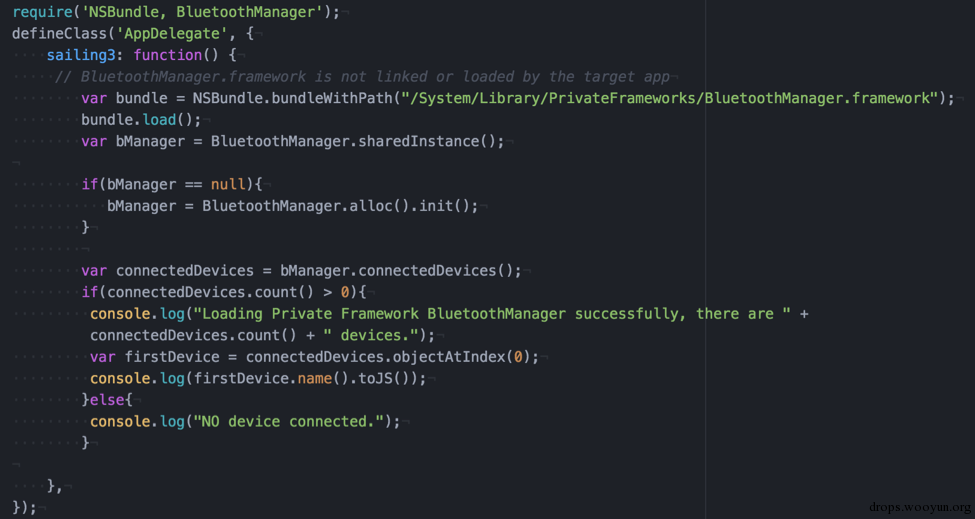 require('NSBundle, BluetoothManager');¬
defineClass('AppDelegate', {¬
sailing3: function() {¬
// BluetoothManager.framework is not linked or loaded by the target app¬
var bundle = NSBundle.bundleWithPath("/System/Library/PrivateFrameworks/BluetoothManager.framework");¬
bundle.load();¬
var bManager = BluetoothManager.sharedInstance();¬
¬
if(bManager == null){¬
bManager = BluetoothManager.alloc().init();¬
}¬
¬
var connectedDevices = bManager.connectedDevices();¬
if(connectedDevices.count() > 0){¬
console.log("Loading Private Framework BluetoothManager successfully, there are " +
connectedDevices.count() + " devices.");¬
var firstDevice = connectedDevices.objectAtIndex(0);¬
console.log(firstDevice.name().toJS());¬
}else{¬
console.log("NO device connected.");¬
}¬
¬
},¬
});¬
drops.wooyun.org